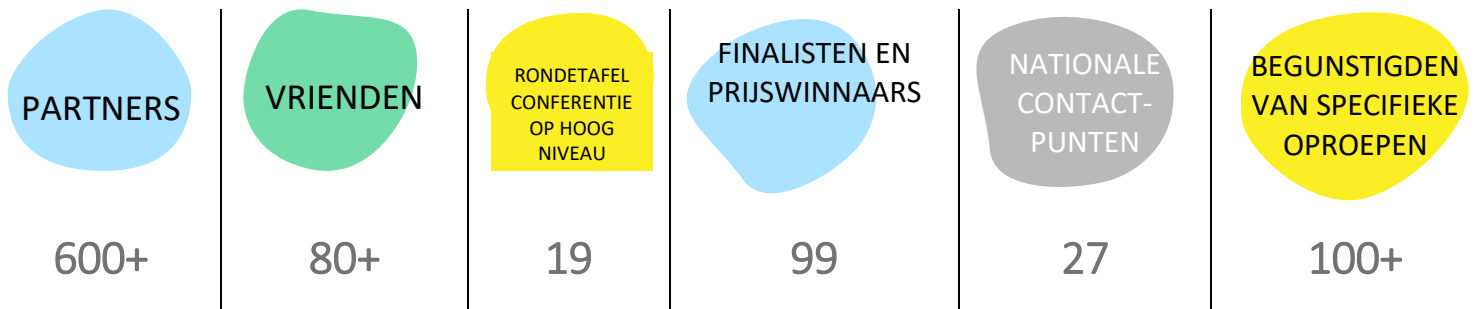 PARTNERS
600+
VRIENDEN
80+
RONDETAFEL
CONFERENTIE
OP HOOG
NIVEAU
19
FINALISTEN EN
PRIJSWINNAARS
99
NATIONALE
CONTACT-
PUNTEN
27
BEGUNSTIGDEN
VAN SPECIFIEKE
OPROEPEN
100+